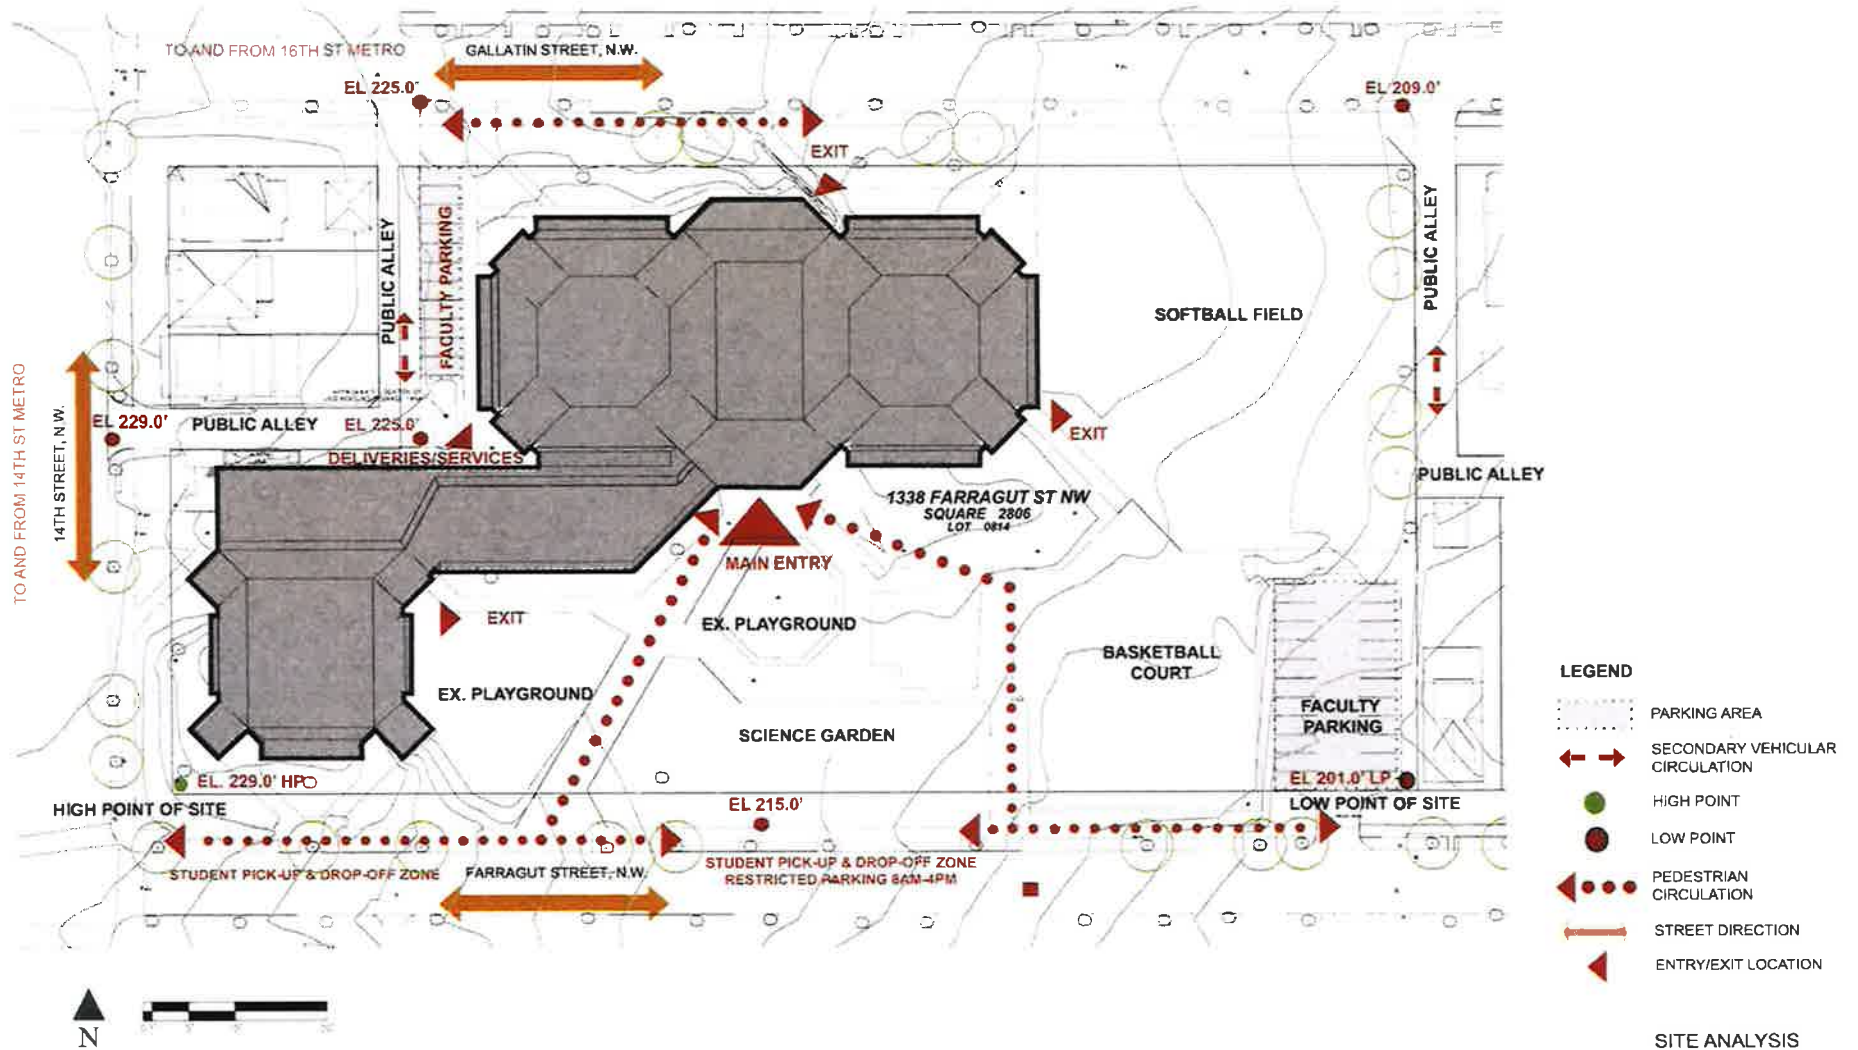 TO AND FROM 16TH ST METRO
GALLATIN STREET, N.W.
EL 225.0'
EL 209.0'
EXIT
PUBLIC ALLEY
FACULTY PARKING
PUBLIC ALLEY
SOFTBALL FIELD
TO AND FROM 14TH ST METRO
14TH STREET, N.W.
EL 229.0'
PUBLIC ALLEY
EL 225.0'
DELIVERIES/SERVICES
EXIT
PUBLIC ALLEY
1338 FARRAGUT ST NW
SQUARE 2806
LOT 0814
MAIN ENTRY
EXIT
EX. PLAYGROUND
EX. PLAYGROUND
BASKETBALL
COURT
SCIENCE GARDEN
FACULTY
PARKING
EL. 229.0' HP
HIGH POINT OF SITE
EL 215.0'
EL 201.0' LP
LOW POINT OF SITE
STUDENT PICK-UP & DROP-OFF ZONE
FARRAGUT STREET, N.W.
STUDENT PICK-UP & DROP-OFF ZONE
RESTRICTED PARKING 8AM-4PM
LEGEND
PARKING AREA
SECONDARY VEHICULAR
CIRCULATION
HIGH POINT
LOW POINT
PEDESTRIAN
CIRCULATION
STREET DIRECTION
ENTRY/EXIT LOCATION
N
SITE ANALYSIS